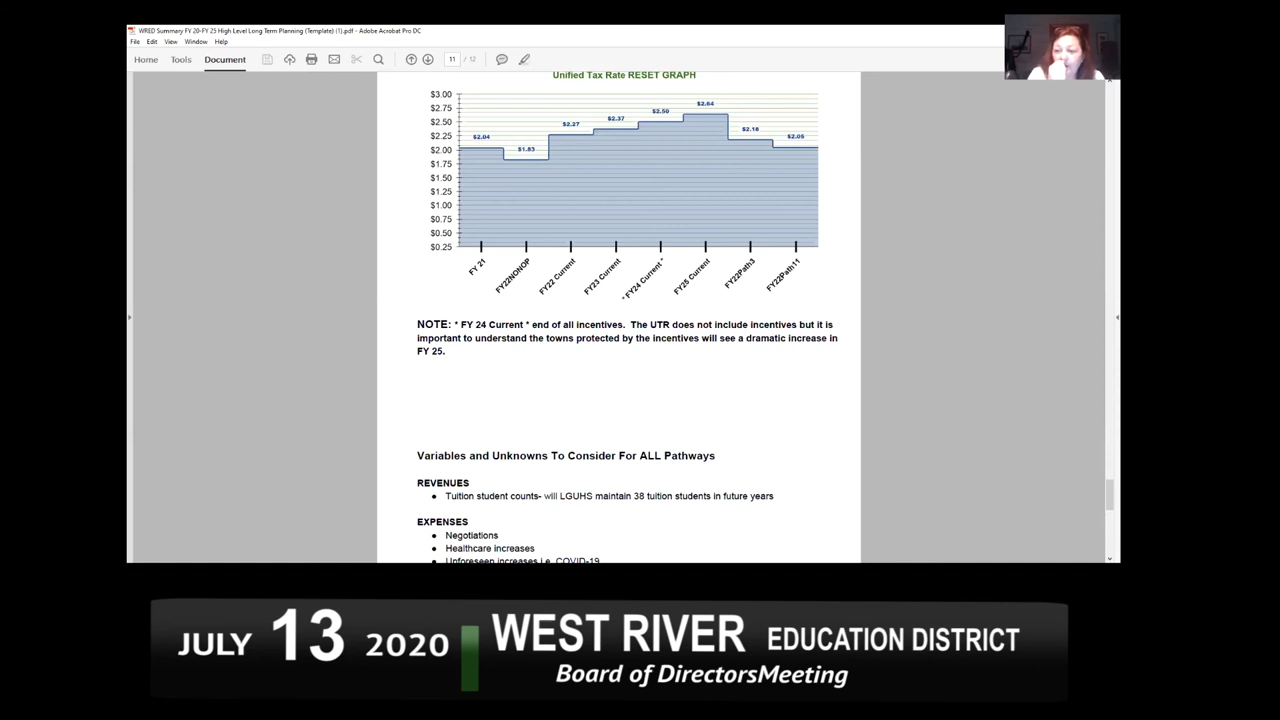 WRED Summary FY 20-FY 25 High Level Long Term Planning (Template) (1).pdf - Adobe Acrobat Pro DC
File Edit View Window Help
Home Tools Document 11 / 12
Unified Tax Rate RESET GRAPH
$3.00
$2.75
$2.50
$2.25
$2.00
$1.75
$1.50
$1.25
$1.00
$0.75
$0.50
$0.25
$2.04
$1.83
$2.27
$2.37
$2.50
$2.64
$2.18
$2.05
FY 21
FY22NONOP
FY22 Current
FY23 Current
* FY24 Current *
FY25 Current
FY22Path3
FY22Path11
NOTE: * FY 24 Current * end of all incentives. The UTR does not include incentives but it is
important to understand the towns protected by the incentives will see a dramatic increase in
FY 25.
Variables and Unknowns To Consider For ALL Pathways
REVENUES
● Tuition student counts- will LGUHS maintain 38 tuition students in future years
EXPENSES
● Negotiations
● Healthcare increases
● Unforeseen increases i.e. COVID-19
JULY 13 2020
WEST RIVER EDUCATION DISTRICT
Board of DirectorsMeeting